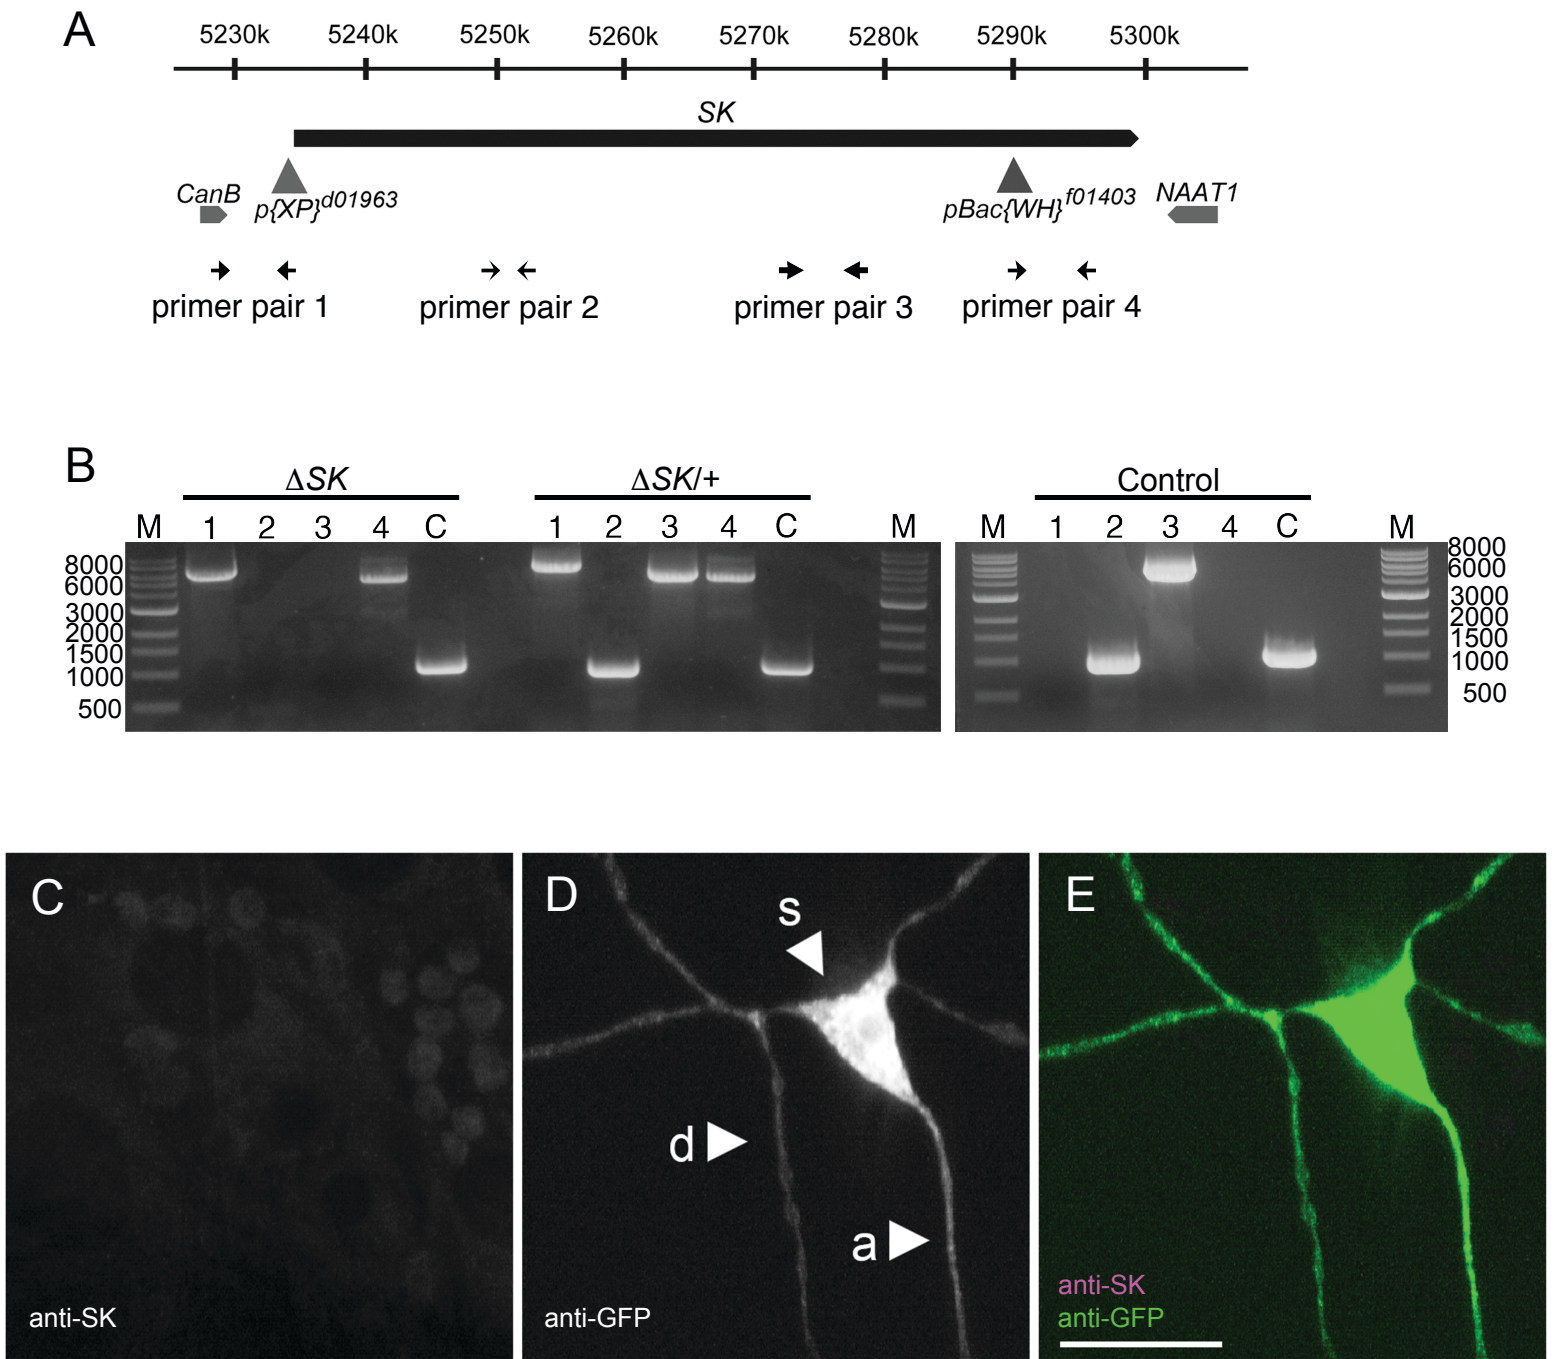 A
5230k 5240k 5250k 5260k 5270k 5280k 5290k 5300k
SK
CanB p{XP}d01963 pBac{WH}f01403 NAAT1
primer pair 1 primer pair 2 primer pair 3 primer pair 4
B
ΔSK ΔSK/+ Control
M 1 2 3 4 C 1 2 3 4 C M M 1 2 3 4 C M
8000 8000
6000 6000
3000 3000
2000 2000
1500 1500
1000 1000
500 500
C D E
s
d
a
anti-SK
anti-SK anti-GFP anti-GFP